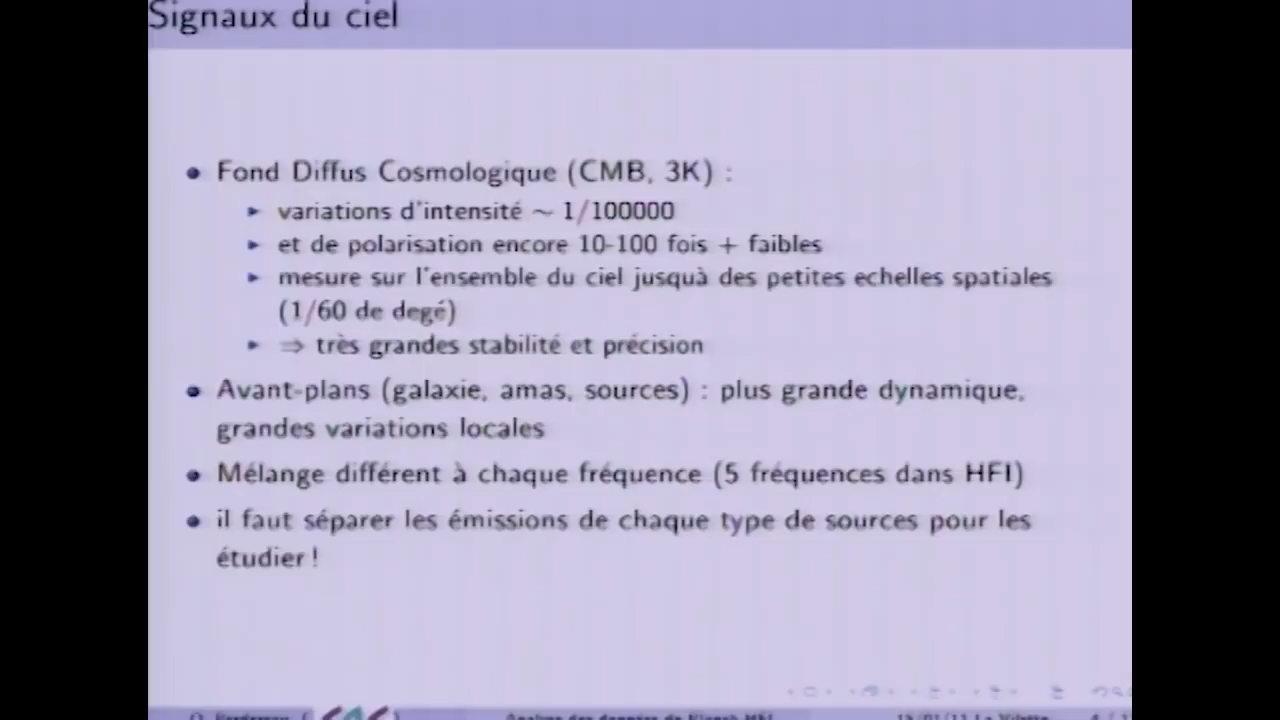 Signaux du ciel
Fond Diffus Cosmologique (CMB, 3K) :
variations d'intensité ~ 1/100000
et de polarisation encore 10-100 fois + faibles
mesure sur l'ensemble du ciel jusquà des petites echelles spatiales
(1/60 de degé)
⇒ très grandes stabilité et précision
Avant-plans (galaxie, amas, sources) : plus grande dynamique,
grandes variations locales
Mélange différent à chaque fréquence (5 fréquences dans HFI)
il faut séparer les émissions de chaque type de sources pour les
étudier !